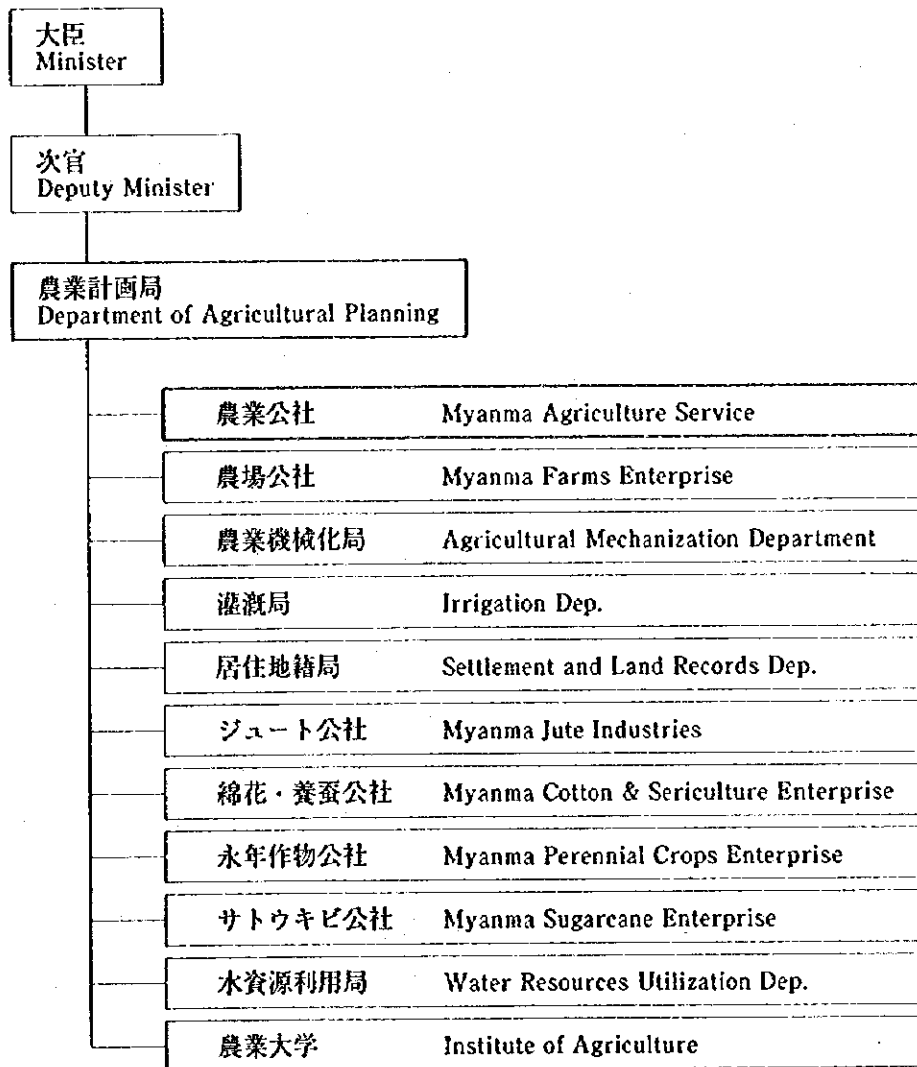 大臣
Minister
次官
Deputy Minister
農業計画局
Department of Agricultural Planning
農業公社 Myanma Agriculture Service
農場公社 Myanma Farms Enterprise
農業機械化局 Agricultural Mechanization Department
灌漑局 Irrigation Dep.
居住地籍局 Settlement and Land Records Dep.
ジュート公社 Myanma Jute Industries
綿花・養蚕公社 Myanma Cotton & Sericulture Enterprise
永年作物公社 Myanma Perennial Crops Enterprise
サトウキビ公社 Myanma Sugarcane Enterprise
水資源利用局 Water Resources Utilization Dep.
農業大学 Institute of Agriculture